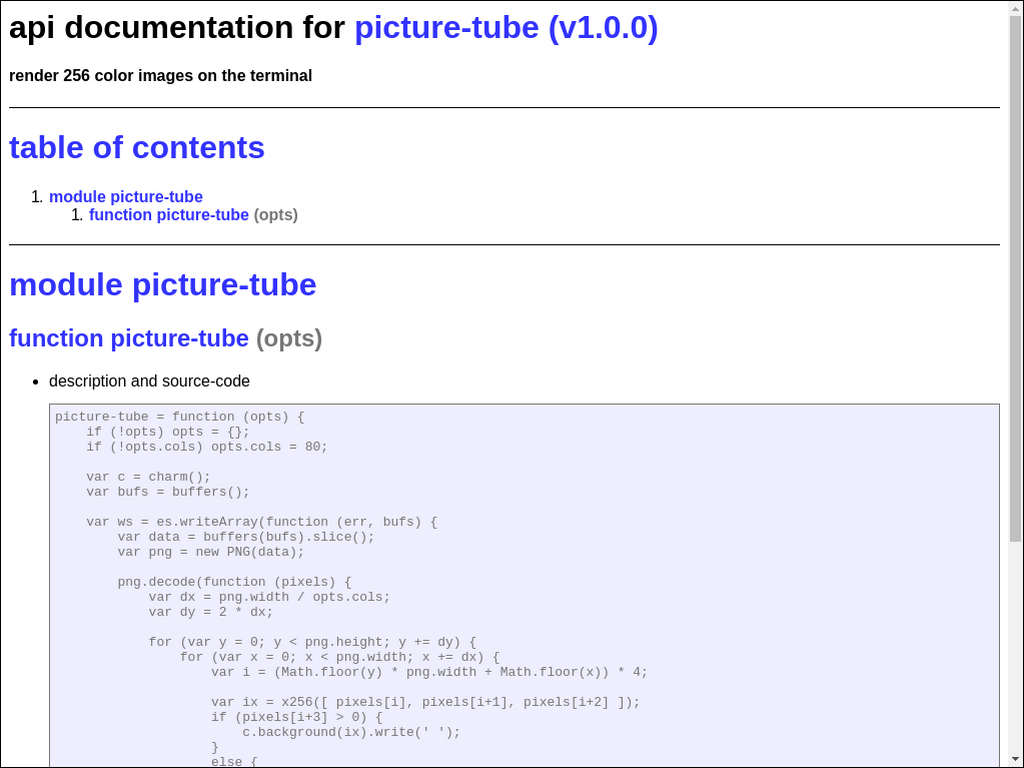 api documentation for picture-tube (v1.0.0)
render 256 color images on the terminal
table of contents
1. module picture-tube
1. function picture-tube (opts)
module picture-tube
function picture-tube (opts)
• description and source-code
picture-tube = function (opts) {
    if (!opts) opts = {};
    if (!opts.cols) opts.cols = 80;

    var c = charm();
    var bufs = buffers();

    var ws = es.writeArray(function (err, bufs) {
        var data = buffers(bufs).slice();
        var png = new PNG(data);

        png.decode(function (pixels) {
            var dx = png.width / opts.cols;
            var dy = 2 * dx;

            for (var y = 0; y < png.height; y += dy) {
                for (var x = 0; x < png.width; x += dx) {
                    var i = (Math.floor(y) * png.width + Math.floor(x)) * 4;

                    var ix = x256([ pixels[i], pixels[i+1], pixels[i+2] ]);
                    if (pixels[i+3] > 0) {
                        c.background(ix).write(' ');
                    }
                    else {